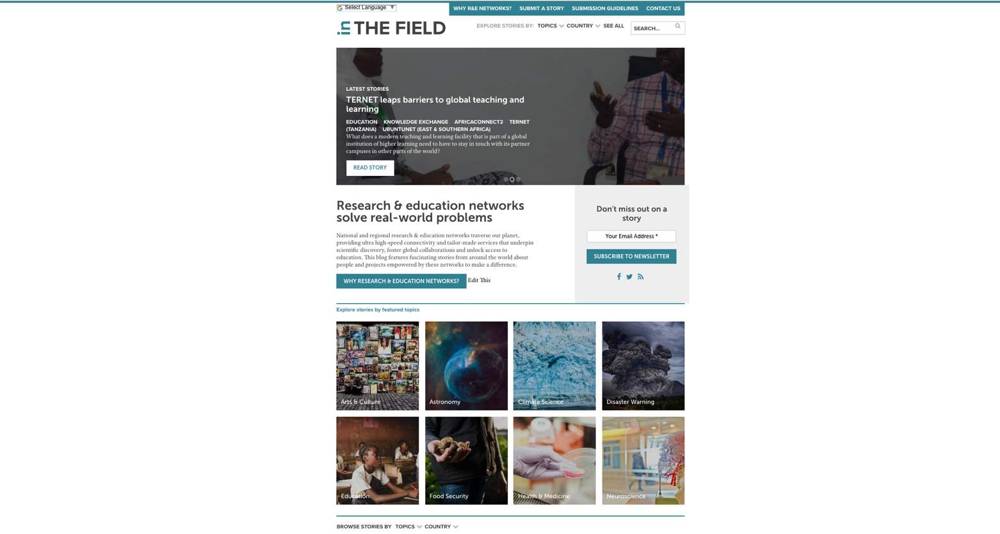 Select Language ▼
WHY R&E NETWORKS? SUBMIT A STORY SUBMISSION GUIDELINES CONTACT US
.in THE FIELD
EXPLORE STORIES BY: TOPICS COUNTRY SEE ALL
SEARCH...
LATEST STORIES
TERNET leaps barriers to global teaching and
learning
EDUCATION KNOWLEDGE EXCHANGE AFRICACONNECT2 TERNET
(TANZANIA) UBUNTUNET (EAST & SOUTHERN AFRICA)
What does a modern teaching and learning facility that is part of a global
institution of higher learning need to have to stay in touch with its partner
campuses in other parts of the world?
READ STORY
Research & education networks
solve real-world problems
National and regional research & education networks traverse our planet,
providing ultra high-speed connectivity and tailor-made services that underpin
scientific discovery, foster global collaborations and unlock access to
education. This blog features fascinating stories from around the world about
people and projects empowered by these networks to make a difference.
WHY RESEARCH & EDUCATION NETWORKS? Edit This
Don't miss out on a
story
Your Email Address *
SUBSCRIBE TO NEWSLETTER
Explore stories by featured topics
Arts & Culture
Astronomy
Climate Science
Disaster Warning
Education
Food Security
Health & Medicine
Neuroscience
BROWSE STORIES BY TOPICS COUNTRY